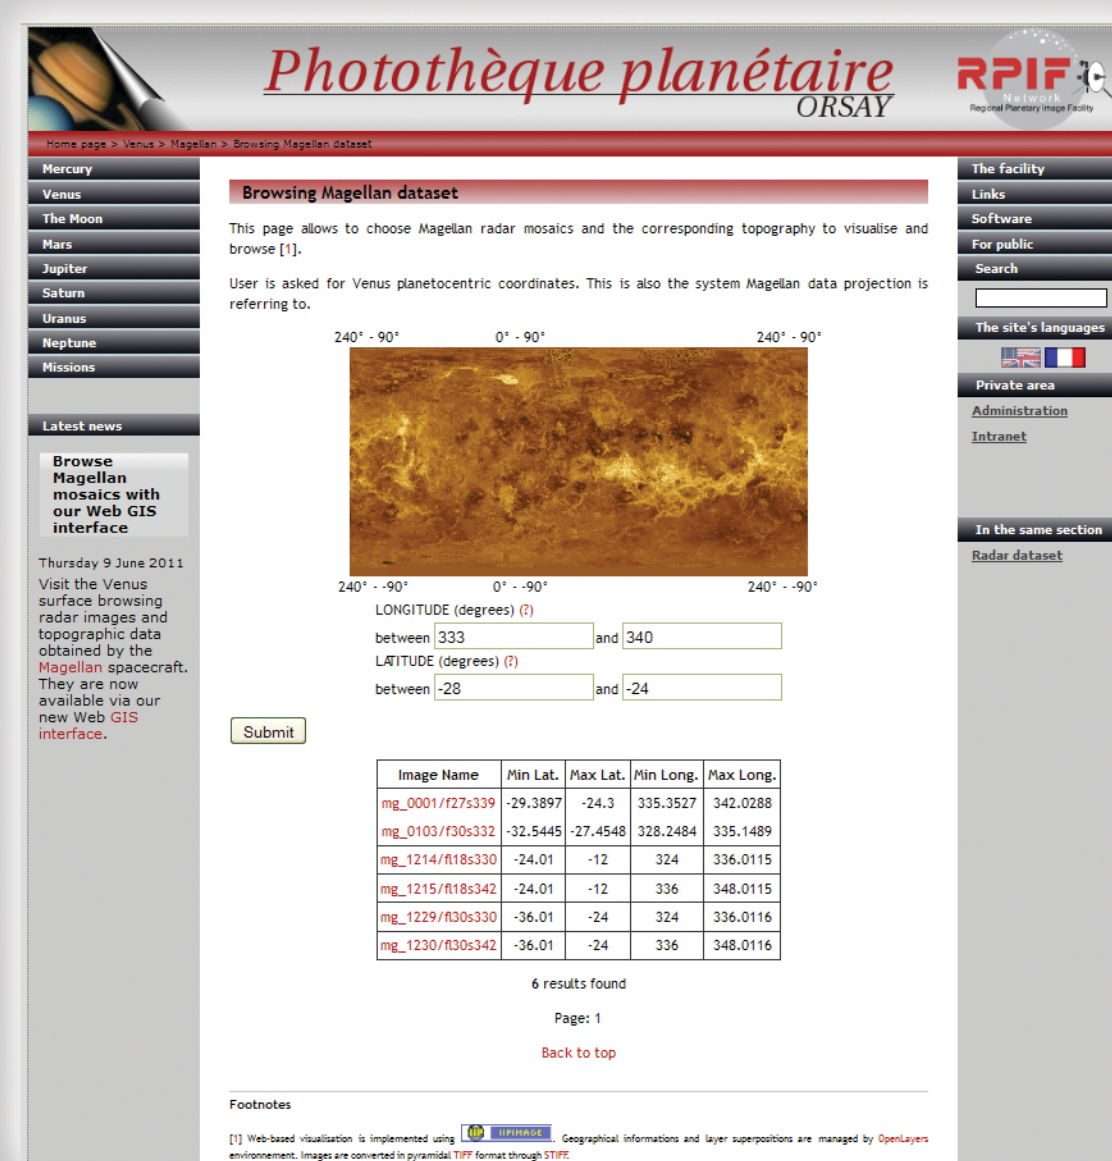 Photothèque planétaire
ORSAY
RPIF
Network
Regional Planetary Image Facility
Home page > Venus > Magellan > Browsing Magellan dataset
Mercury
Venus
The Moon
Mars
Jupiter
Saturn
Uranus
Neptune
Missions
Latest news
Browse
Magellan
mosaics with
our Web GIS
interface
Thursday 9 June 2011
Visit the Venus
surface browsing
radar images and
topographic data
obtained by the
Magellan spacecraft.
They are now
available via our
new Web GIS
interface.
Browsing Magellan dataset
This page allows to choose Magellan radar mosaics and the corresponding topography to visualise and
browse [1].
User is asked for Venus planetocentric coordinates. This is also the system Magellan data projection is
referring to.
240° - 90° 0° - 90° 240° - 90°
240° - -90° 0° - -90° 240° - -90°
LONGITUDE (degrees) (?)
between 333 and 340
LATITUDE (degrees) (?)
between -28 and -24
Submit
Image Name Min Lat. Max Lat. Min Long. Max Long.
mg_0001/f27s339 -29.3897 -24.3 335.3527 342.0288
mg_0103/f30s332 -32.5445 -27.4548 328.2484 335.1489
mg_1214/fl18s330 -24.01 -12 324 336.0115
mg_1215/fl18s342 -24.01 -12 336 348.0115
mg_1229/fl30s330 -36.01 -24 324 336.0116
mg_1230/fl30s342 -36.01 -24 336 348.0116
6 results found
Page: 1
Back to top
Footnotes
[1] Web-based visualisation is implemented using IIP IIPIMAGE . Geographical informations and layer superpositions are managed by OpenLayers
environnement. Images are converted in pyramidal TIFF format through STIFF.
The facility
Links
Software
For public
Search
The site's languages
Private area
Administration
Intranet
In the same section
Radar dataset